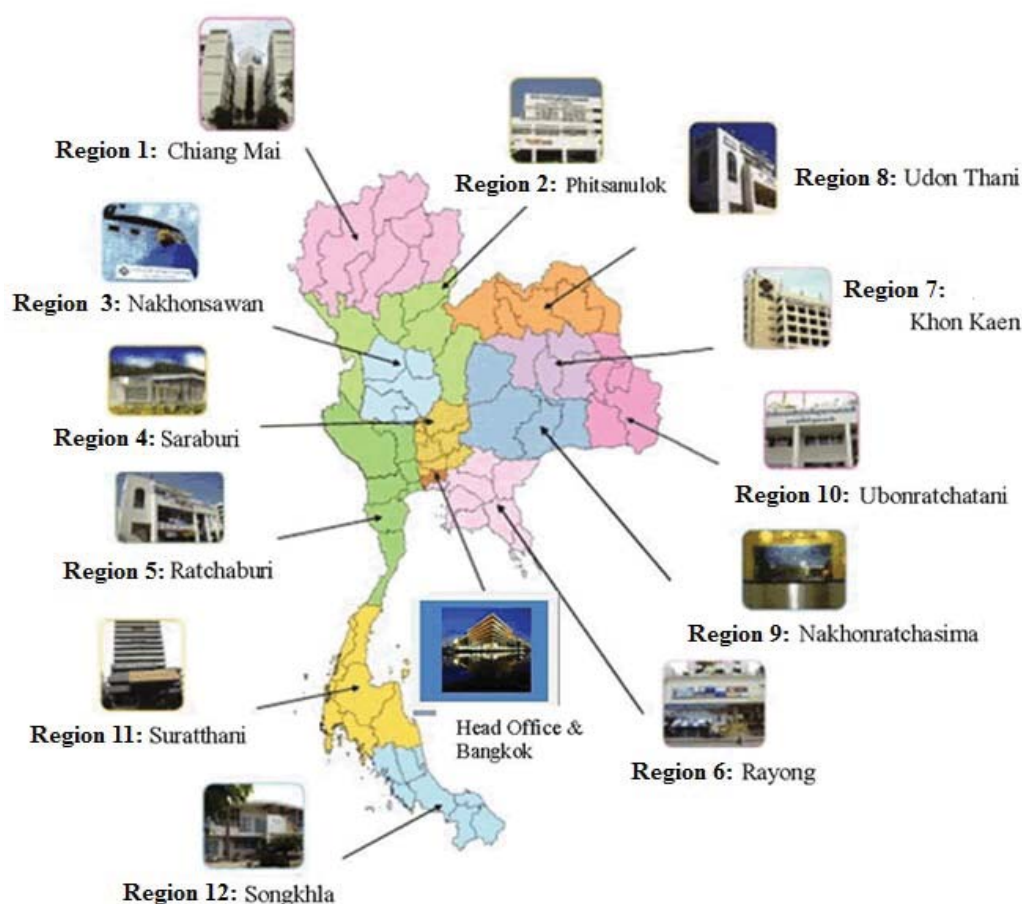 Region 1: Chiang Mai
Region 2: Phitsanulok
Region 8: Udon Thani
Region 3: Nakhonsawan
Region 7:
Khon Kaen
Region 4: Saraburi
Region 10: Ubonratchatani
Region 5: Ratchaburi
Region 9: Nakhonratchasima
Region 11: Suratthani
Head Office &
Bangkok
Region 6: Rayong
Region 12: Songkhla